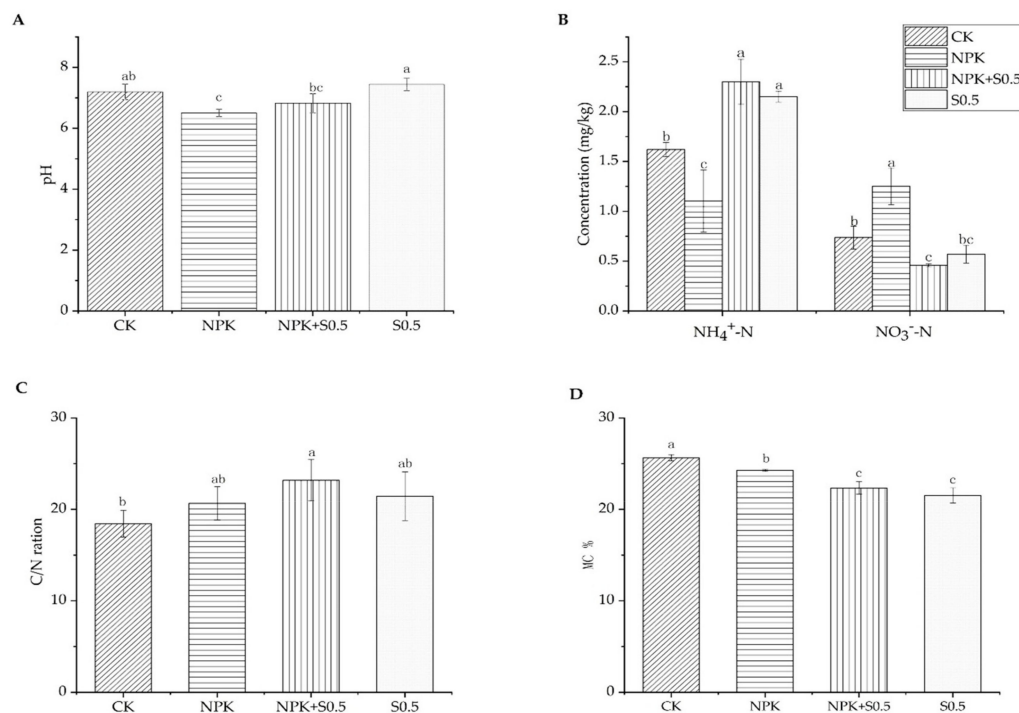 A
8
6
4
2
0
pH
ab
c
bc
a
CK
NPK
NPK+S0.5
S0.5
B
2.5
2.0
1.5
1.0
0.5
0.0
Concentration (mg/kg)
CK
NPK
NPK+S0.5
S0.5
b
c
a
a
b
a
c
bc
NH₄⁺-N
NO₃⁻-N
C
30
20
10
0
C/N ration
b
ab
a
ab
CK
NPK
NPK+S0.5
S0.5
D
30
20
10
0
MC %
a
b
c
c
CK
NPK
NPK+S0.5
S0.5